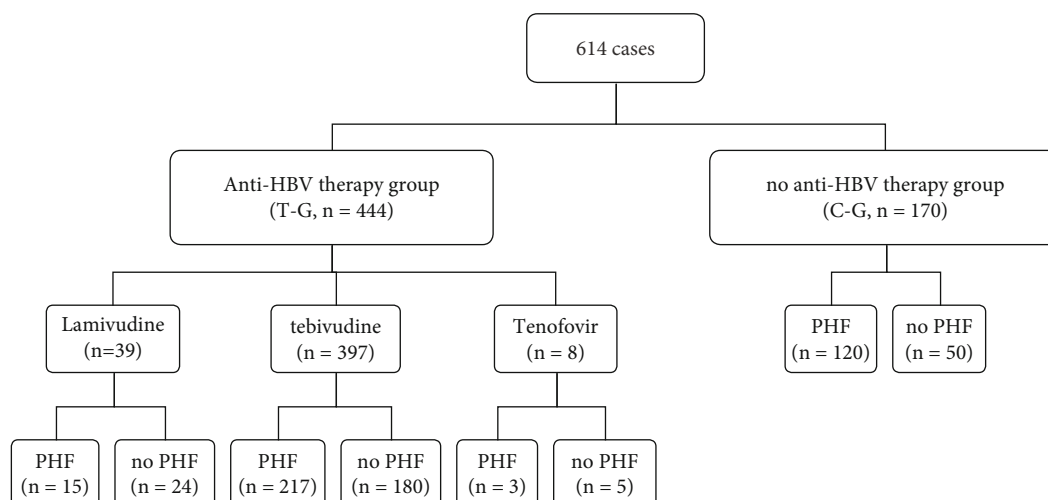 614 cases
Anti-HBV therapy group
(T-G, n = 444)
no anti-HBV therapy group
(C-G, n = 170)
Lamivudine
(n=39)
tebivudine
(n = 397)
Tenofovir
(n = 8)
PHF
(n = 120)
no PHF
(n = 50)
PHF
(n = 15)
no PHF
(n = 24)
PHF
(n = 217)
no PHF
(n = 180)
PHF
(n = 3)
no PHF
(n = 5)